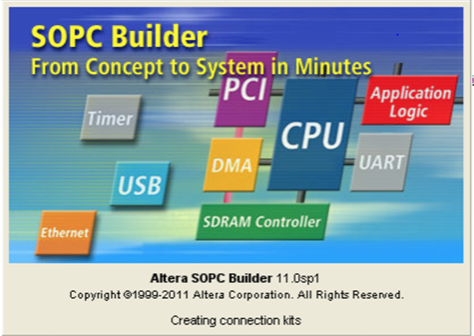 SOPC Builder
From Concept to System in Minutes
PCI
CPU
Application
Logic
Timer
DMA
UART
USB
SDRAM Controller
Ethernet
Altera SOPC Builder 11.0sp1
Copyright ©1999-2011 Altera Corporation. All Rights Reserved.
Creating connection kits